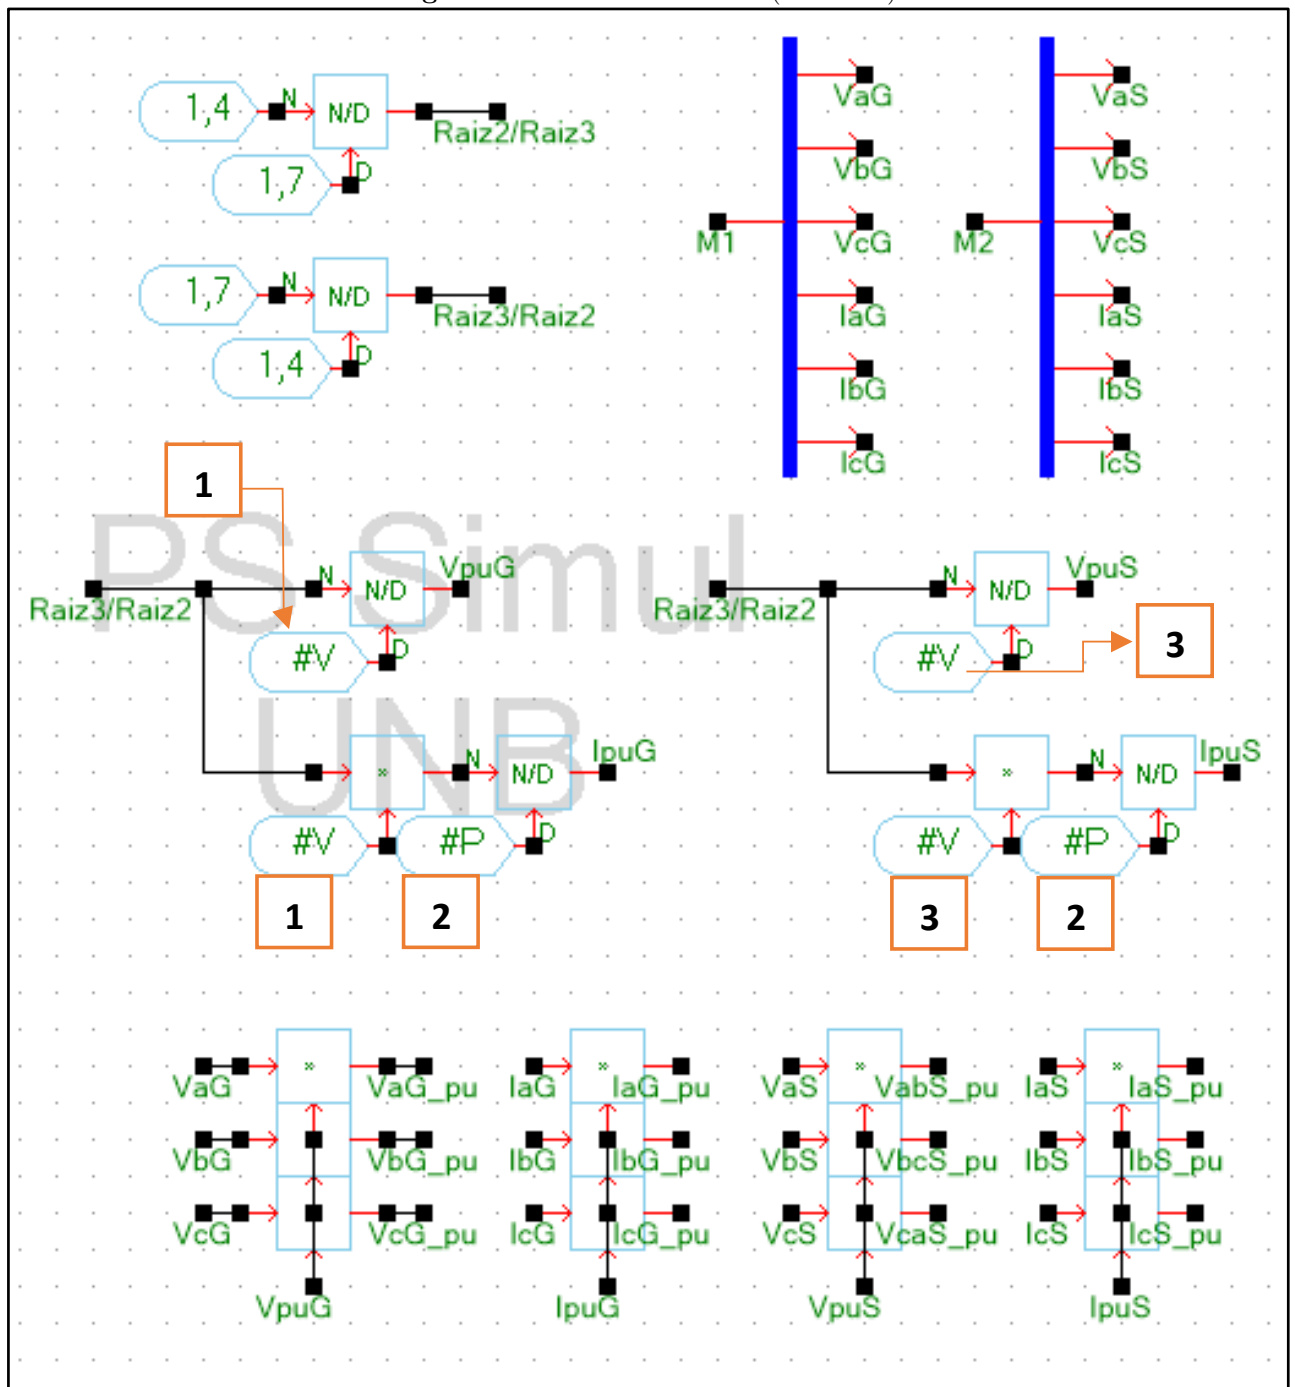 1,4
N
N/D
Raiz2/Raiz3
1,7
D
1,7
N
N/D
Raiz3/Raiz2
1,4
D
M1
VaG
VbG
VcG
IaG
IbG
IcG
M2
VaS
VbS
VcS
IaS
IbS
IcS
PS Simul
UNB
1
Raiz3/Raiz2
N
N/D
VpuG
#V
D
N
N/D
IpuG
#V
#P
D
1
2
Raiz3/Raiz2
N
N/D
VpuS
#V
D
3
N
N/D
IpuS
#V
#P
D
3
2
VaG
VaG_pu
VbG
VbG_pu
VcG
VcG_pu
VpuG
IaG
IaG_pu
IbG
IbG_pu
IcG
IcG_pu
IpuG
VaS
VabS_pu
VbS
VbcS_pu
VcS
VcaS_pu
VpuS
IaS
IaS_pu
IbS
IbS_pu
IcS
IcS_pu
IpuS